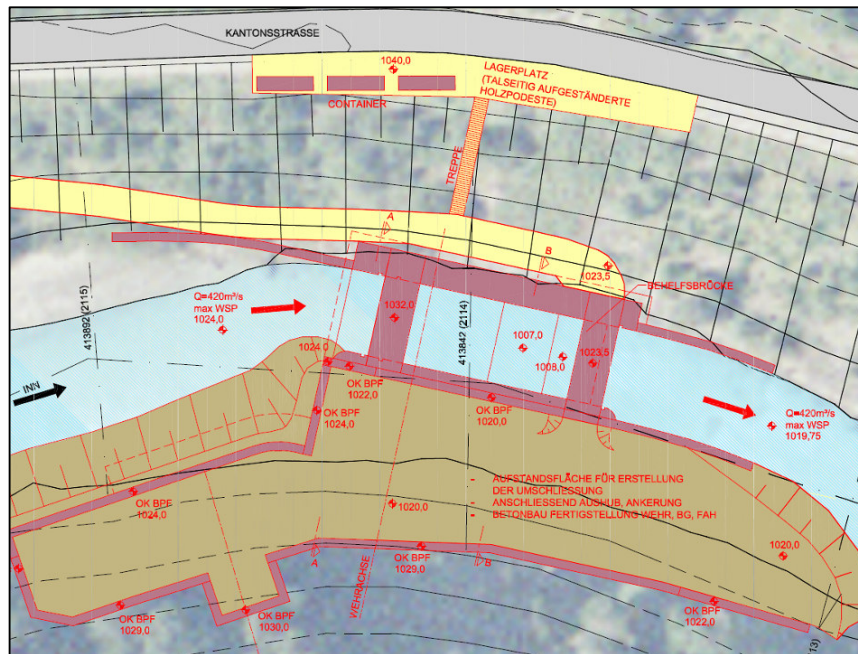 KANTONSSTRASSE
1040,0
LAGERPLATZ
(TALSEITIG AUFGESTÄNDERTE
HOLZPODESTE)
CONTAINER
TREPPE
A
B
1023,5
BEHELFSBRÜCKE
413892 (2115)
Q=420m³/s
max WSP
1024,0
1032,0
413842 (2114)
1007,0
1008,0
1023,5
INN
1024,0
OK BPF
1022,0
OK BPF
1024,0
OK BPF
1020,0
Q=420m³/s
max WSP
1019,75
- AUFSTANDSFLÄCHE FÜR ERSTELLUNG
DER UMSCHLIESSUNG
- ANSCHLIESSEND AUSHUB, ANKERUNG
- BETONBAU FERTIGSTELLUNG WEHR, BG, FAH
OK BPF
1024,0
1020,0
1020,0
A
OK BPF
1029,0
B
WEHRACHSE
OK BPF
1029,0
OK BPF
1030,0
OK BPF
1022,0